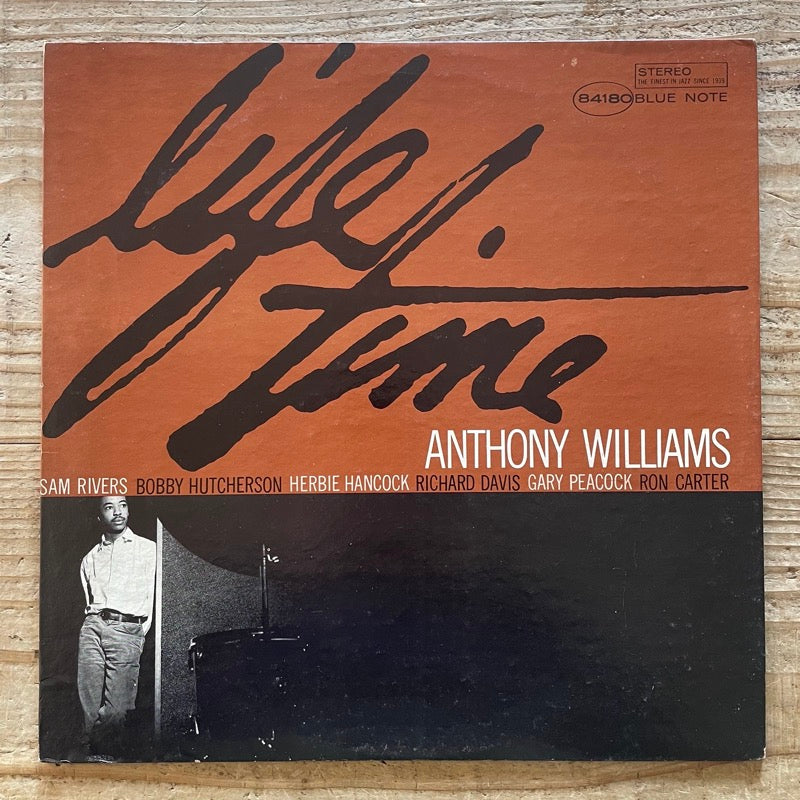 STEREO
THE FINEST IN JAZZ SINCE 1939
84180 BLUE NOTE
life
Time
ANTHONY WILLIAMS
SAM RIVERS BOBBY HUTCHERSON HERBIE HANCOCK RICHARD DAVIS GARY PEACOCK RON CARTER